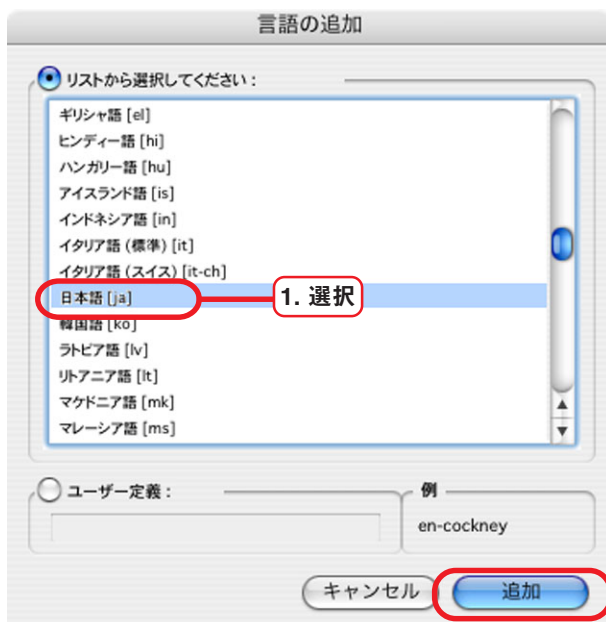 言語の追加
リストから選択してください：
ギリシャ語 [el]
ヒンディー語 [hi]
ハンガリー語 [hu]
アイスランド語 [is]
インドネシア語 [in]
イタリア語 (標準) [it]
イタリア語 (スイス) [it-ch]
日本語 [ja]
1. 選択
韓国語 [ko]
ラトビア語 [lv]
リトアニア語 [lt]
マケドニア語 [mk]
マレーシア語 [ms]
ユーザー定義：
例
en-cockney
キャンセル
追加